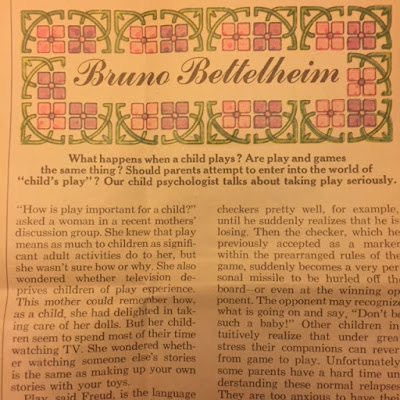 Bruno Bettelheim
What happens when a child plays? Are play and games
the same thing? Should parents attempt to enter into the world of
"child's play"? Our child psychologist talks about taking play seriously.
"How is play important for a child?"
asked a woman in a recent mothers'
discussion group. She knew that play
means as much to children as signifi-
cant adult activities do to her, but
she wasn't sure how or why. She also
wondered whether television de-
prives children of play experience.
This mother could remember how,
as a child, she had delighted in tak-
ing care of her dolls. But her child-
ren seem to spend most of their time
watching TV. She wondered wheth-
er watching someone else's stories
is the same as making up your own
stories with your toys.
Play, said Freud, is the language
checkers pretty well, for example,
until he suddenly realizes that he is
losing. Then the checker, which he
previously accepted as a marker
within the prearranged rules of the
game, suddenly becomes a very per-
sonal missile to be hurled off the
board—or even at the winning op-
ponent. The opponent may recognize
what is going on and say, "Don't be
such a baby!" Other children in-
tuitively realize that under grea
stress their companions can rever
from game to play. Unfortunately
some parents have a hard time un
derstanding these normal relapses
They are too anxious to have their